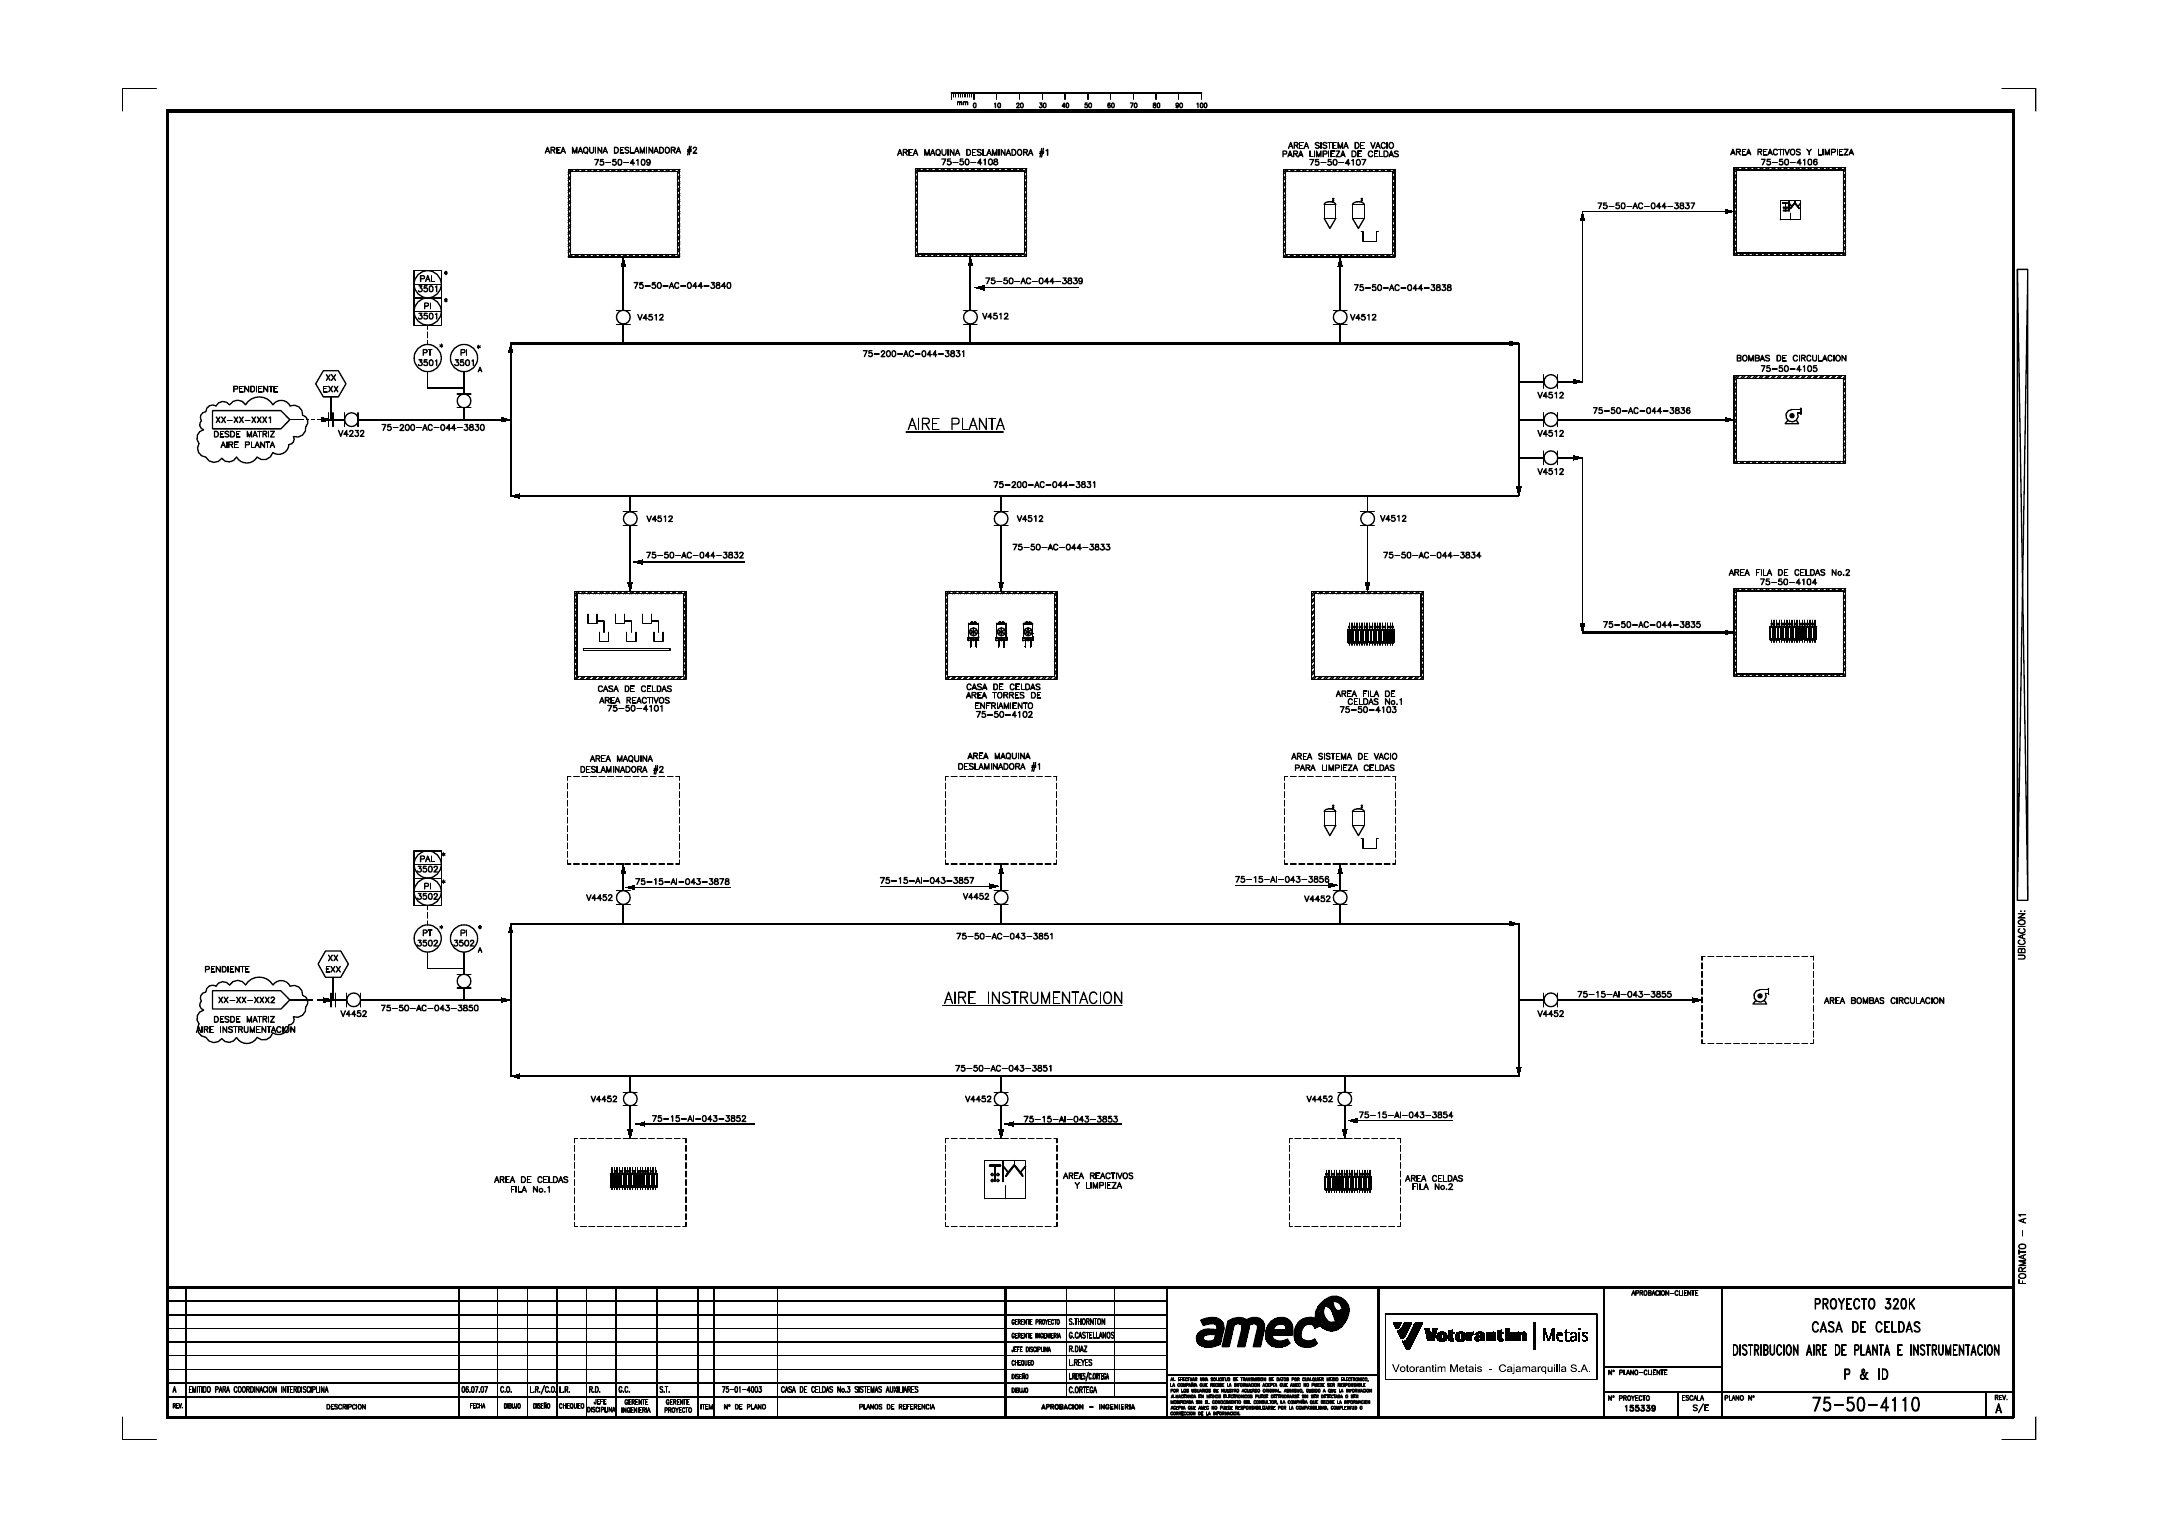 mm 0 10 20 30 40 50 60 70 80 90 100
AREA MAQUINA DESLAMINADORA #2
75-50-4109
AREA MAQUINA DESLAMINADORA #1
75-50-4108
AREA SISTEMA DE VACIO
PARA LIMPIEZA DE CELDAS
75-50-4107
AREA REACTIVOS Y LIMPIEZA
75-50-4106
75-50-AC-044-3837
75-50-AC-044-3840
75-50-AC-044-3839
75-50-AC-044-3838
V4512
V4512
V4512
PAL
3501
*
PI
3501
*
PT
3501
*
PI
3501
*
A
75-200-AC-044-3831
BOMBAS DE CIRCULACION
75-50-4105
PENDIENTE
XX
EXX
XX-XX-XXX1
DESDE MATRIZ
AIRE PLANTA
V4232
75-200-AC-044-3830
AIRE PLANTA
V4512
75-50-AC-044-3836
V4512
V4512
75-200-AC-044-3831
V4512
V4512
V4512
75-50-AC-044-3832
75-50-AC-044-3833
75-50-AC-044-3834
AREA FILA DE CELDAS No.2
75-50-4104
75-50-AC-044-3835
CASA DE CELDAS
AREA REACTIVOS
75-50-4101
CASA DE CELDAS
AREA TORRES DE
ENFRIAMIENTO
75-50-4102
AREA FILA DE
CELDAS No.1
75-50-4103
AREA MAQUINA
DESLAMINADORA #2
AREA MAQUINA
DESLAMINADORA #1
AREA SISTEMA DE VACIO
PARA LIMPIEZA CELDAS
75-15-AI-043-3878
75-15-AI-043-3857
75-15-AI-043-3856
V4452
V4452
V4452
PAL
3502
*
PI
3502
*
PT
3502
*
PI
3502
*
A
75-50-AC-043-3851
PENDIENTE
XX
EXX
XX-XX-XXX2
DESDE MATRIZ
AIRE INSTRUMENTACION
V4452
75-50-AC-043-3850
AIRE INSTRUMENTACION
75-15-AI-043-3855
V4452
AREA BOMBAS CIRCULACION
75-50-AC-043-3851
V4452
V4452
V4452
75-15-AI-043-3852
75-15-AI-043-3853
75-15-AI-043-3854
AREA DE CELDAS
FILA No.1
AREA REACTIVOS
Y LIMPIEZA
AREA CELDAS
FILA No.2
UBICACION:
FORMATO - A1
A EMITIDO PARA COORDINACION INTERDISCIPLINA 06.07.07 C.O. L.R./C.O. L.R. R.D. G.C. S.T. 75-01-4003 CASA DE CELDAS No.3 SISTEMAS AUXILIARES
REV. DESCRIPCION FECHA DIBUJO DISEÑO CHEQUEO JEFE DISCIPLINA GERENTE INGENIERIA GERENTE PROYECTO ITEM N° DE PLANO PLANOS DE REFERENCIA
GERENTE PROYECTO S.THORNTON
GERENTE INGENIERIA G.CASTELLANOS
JEFE DISCIPLINA R.DIAZ
CHEQUEO L.REYES
DISEÑO L.REYES/C.ORTEGA
DIBUJO C.ORTEGA
APROBACION - INGENIERIA
amec
Votorantim | Metais
Votorantim Metais - Cajamarquilla S.A.
APROBACION-CLIENTE
N° PLANO-CLIENTE
N° PROYECTO
155339
ESCALA
S/E
PROYECTO 320K
CASA DE CELDAS
DISTRIBUCION AIRE DE PLANTA E INSTRUMENTACION
P & ID
PLANO N°
75-50-4110
REV.
A